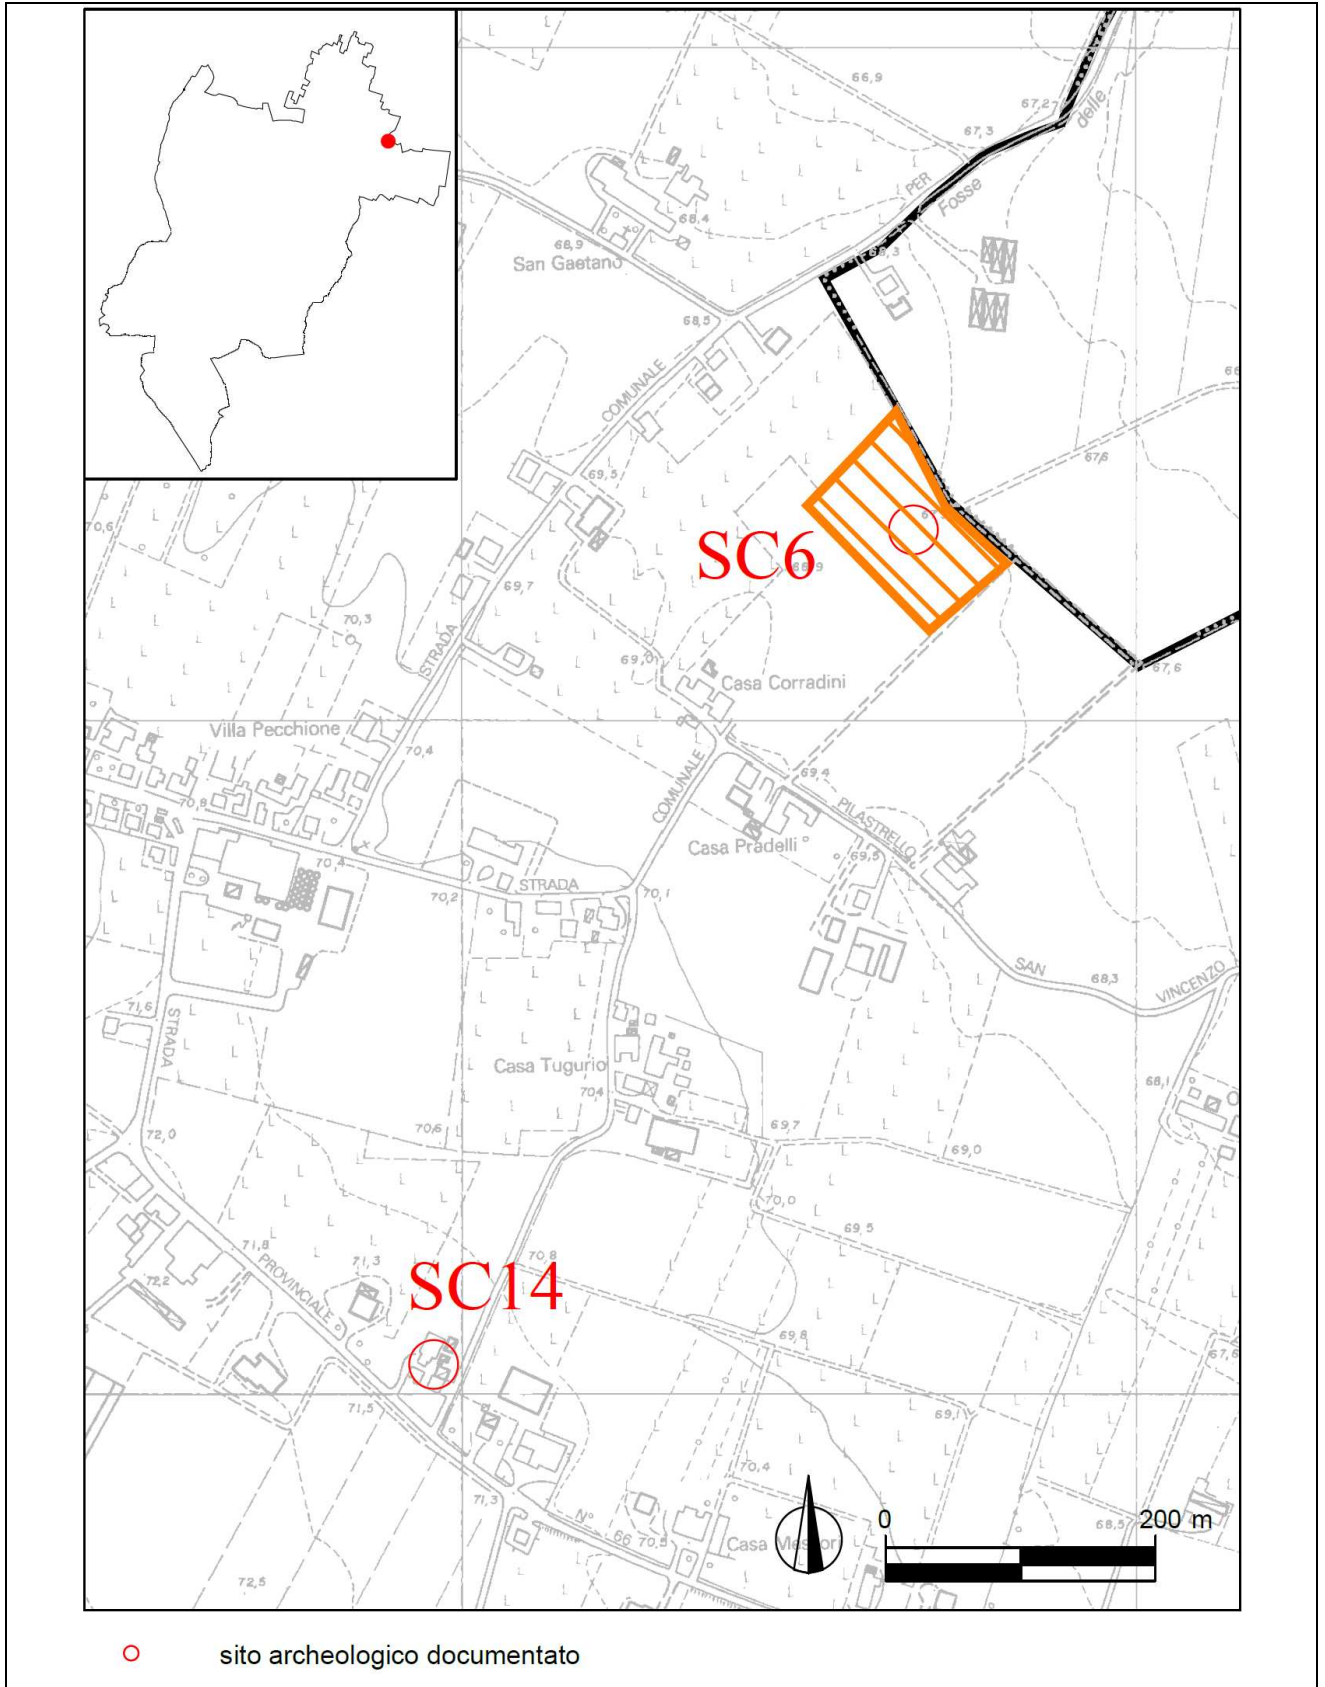 66,9
67,2
delle
67,3
PER
Fosse
68,4
68,9
San Gaetano
68,3
68,5
COMUNALE
67,6
69,5
SC6
70,6
69,7
70,3
STRADA
69,0
Casa Corradini
67,6
Villa Pecchione
70,4
COMUNALE
69,4
70,8
PILASTRELLO
Casa Pradelli
69,5
70,4
STRADA
70,2
70,1
SAN
68,3
VINCENZO
71,6
STRADA
Casa Tugurio
68,1
70,4
70,6
69,7
72,0
69,0
70,0
69,5
71,8
PROVINCIALE
71,3
70,8
72,2
SC14
69,8
67,6
71,5
69,1
70,4
71,3
N°
66
70,5
0
200 m
68,5
72,5
sito archeologico documentato